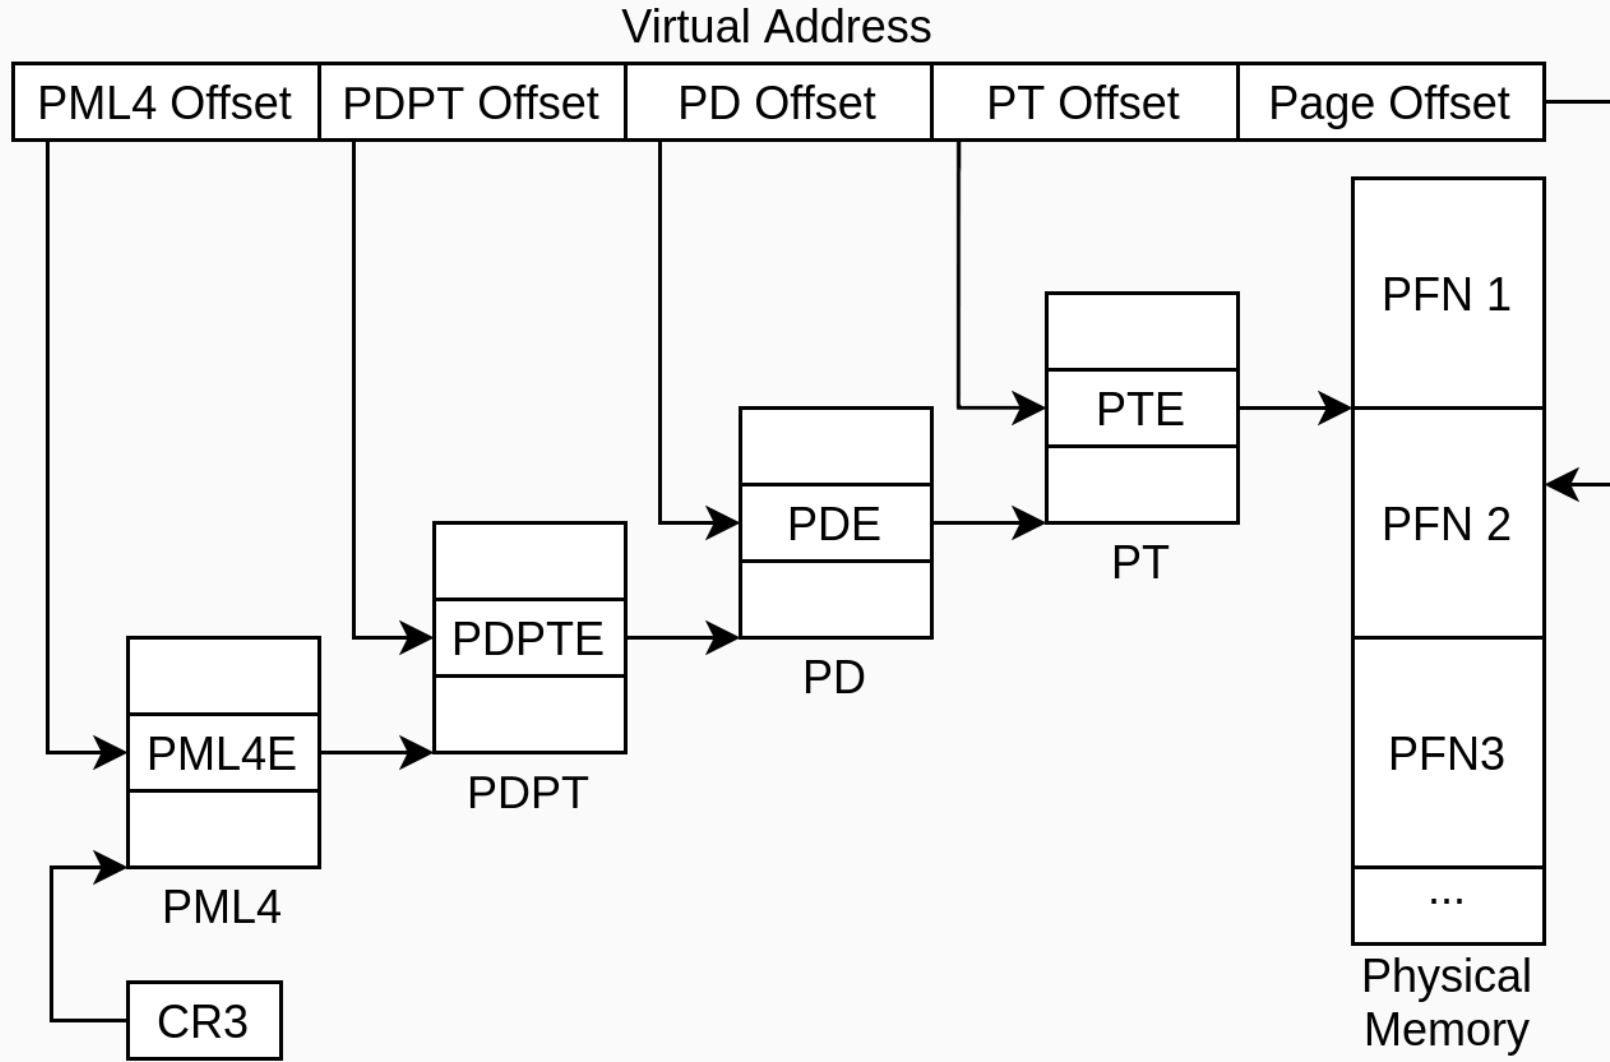 Virtual Address
PML4 Offset
PDPT Offset
PD Offset
PT Offset
Page Offset
PFN 1
PTE
PDE
PFN 2
PT
PDPTE
PD
PML4E
PFN3
PDPT
PML4
...
CR3
Physical
Memory